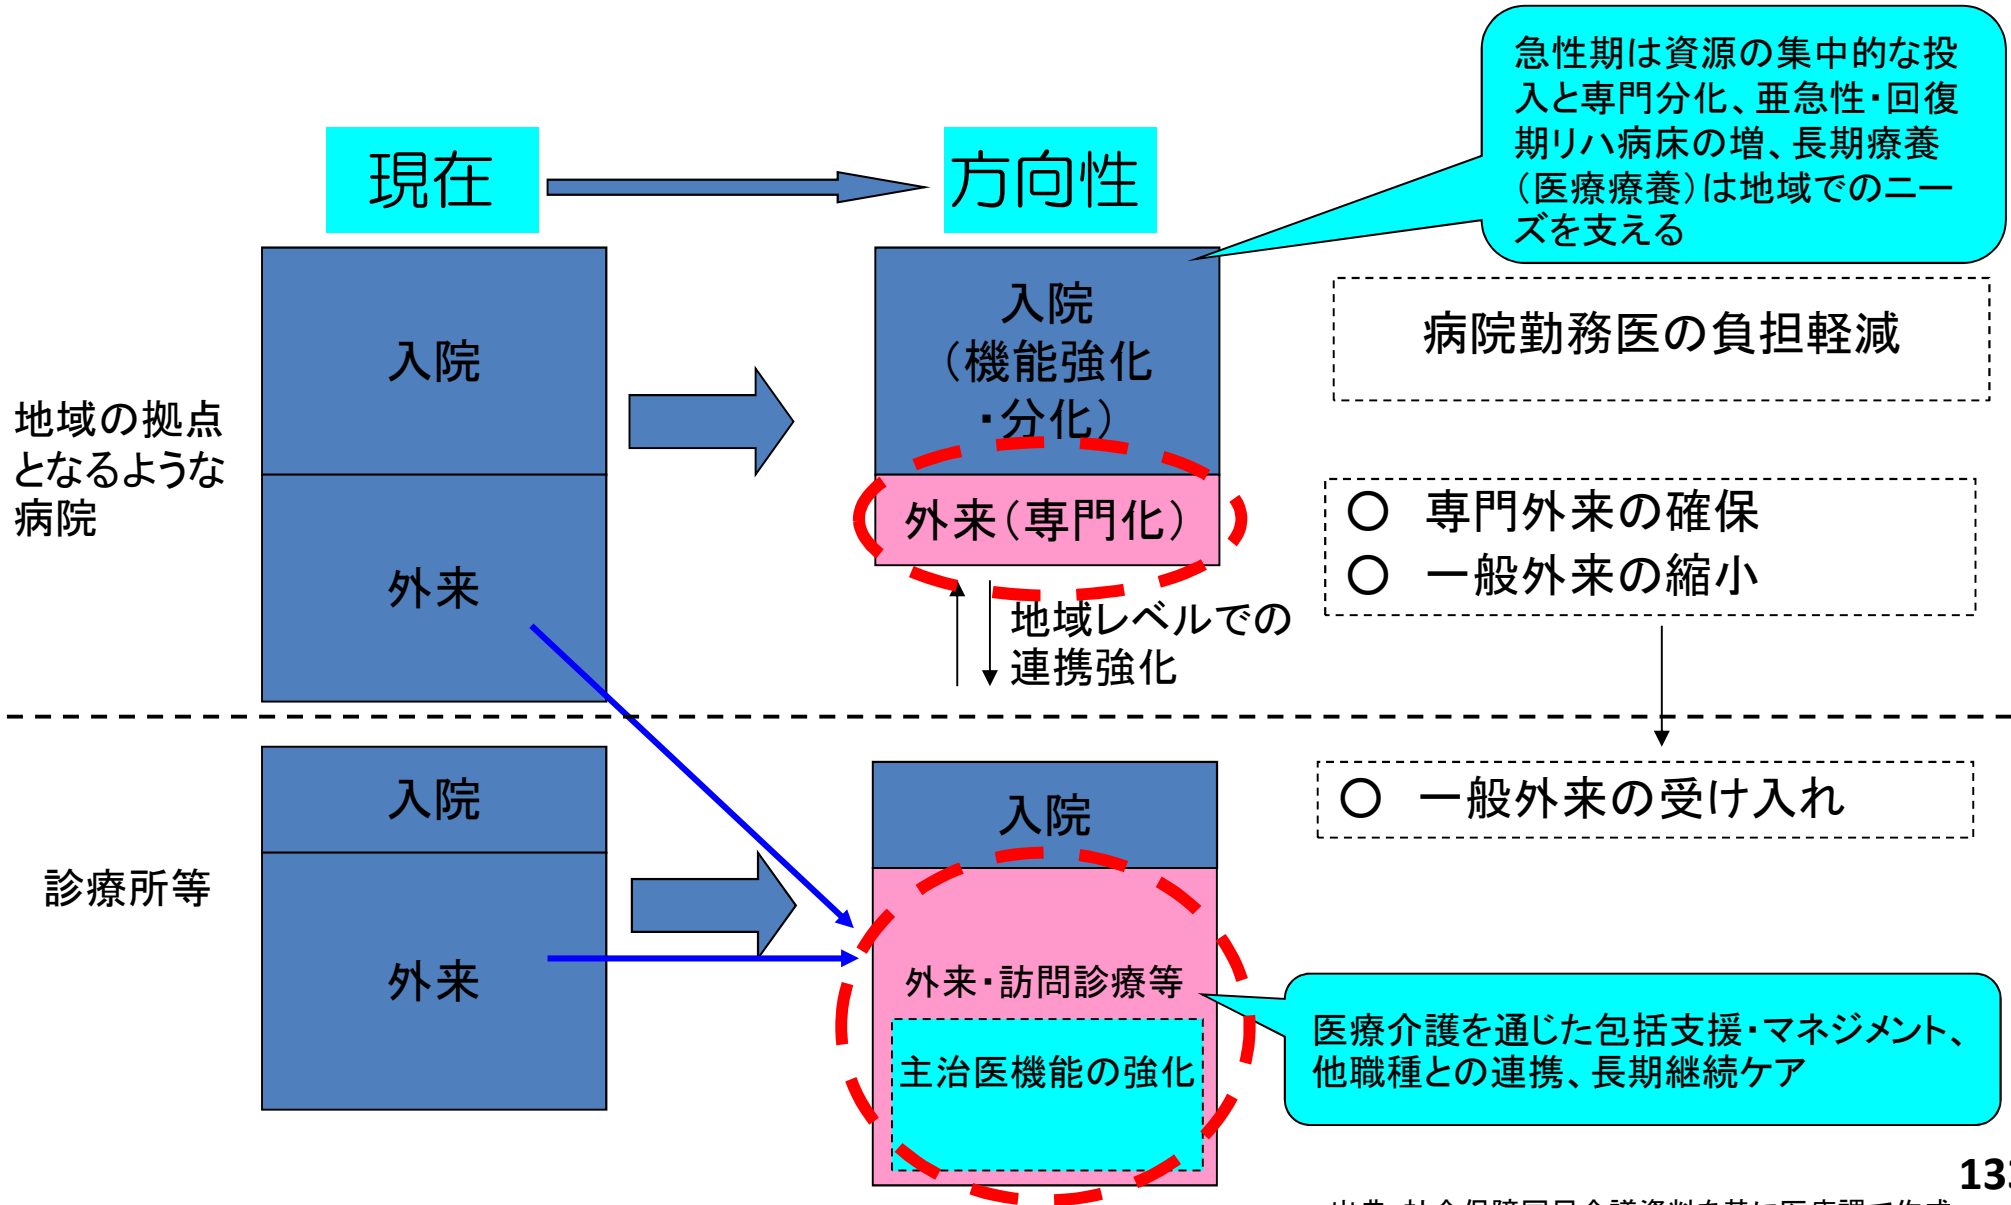 急性期は資源の集中的な投
入と専門分化、亜急性・回復
期リハ病床の増、長期療養
（医療療養）は地域でのニー
ズを支える
現在
方向性
地域の拠点
となるような
病院
入院
外来
入院
（機能強化
・分化）
外来（専門化）
病院勤務医の負担軽減
○ 専門外来の確保
○ 一般外来の縮小
地域レベルでの
連携強化
診療所等
入院
外来
入院
外来・訪問診療等
主治医機能の強化
○ 一般外来の受け入れ
医療介護を通じた包括支援・マネジメント、
他職種との連携、長期継続ケア
133